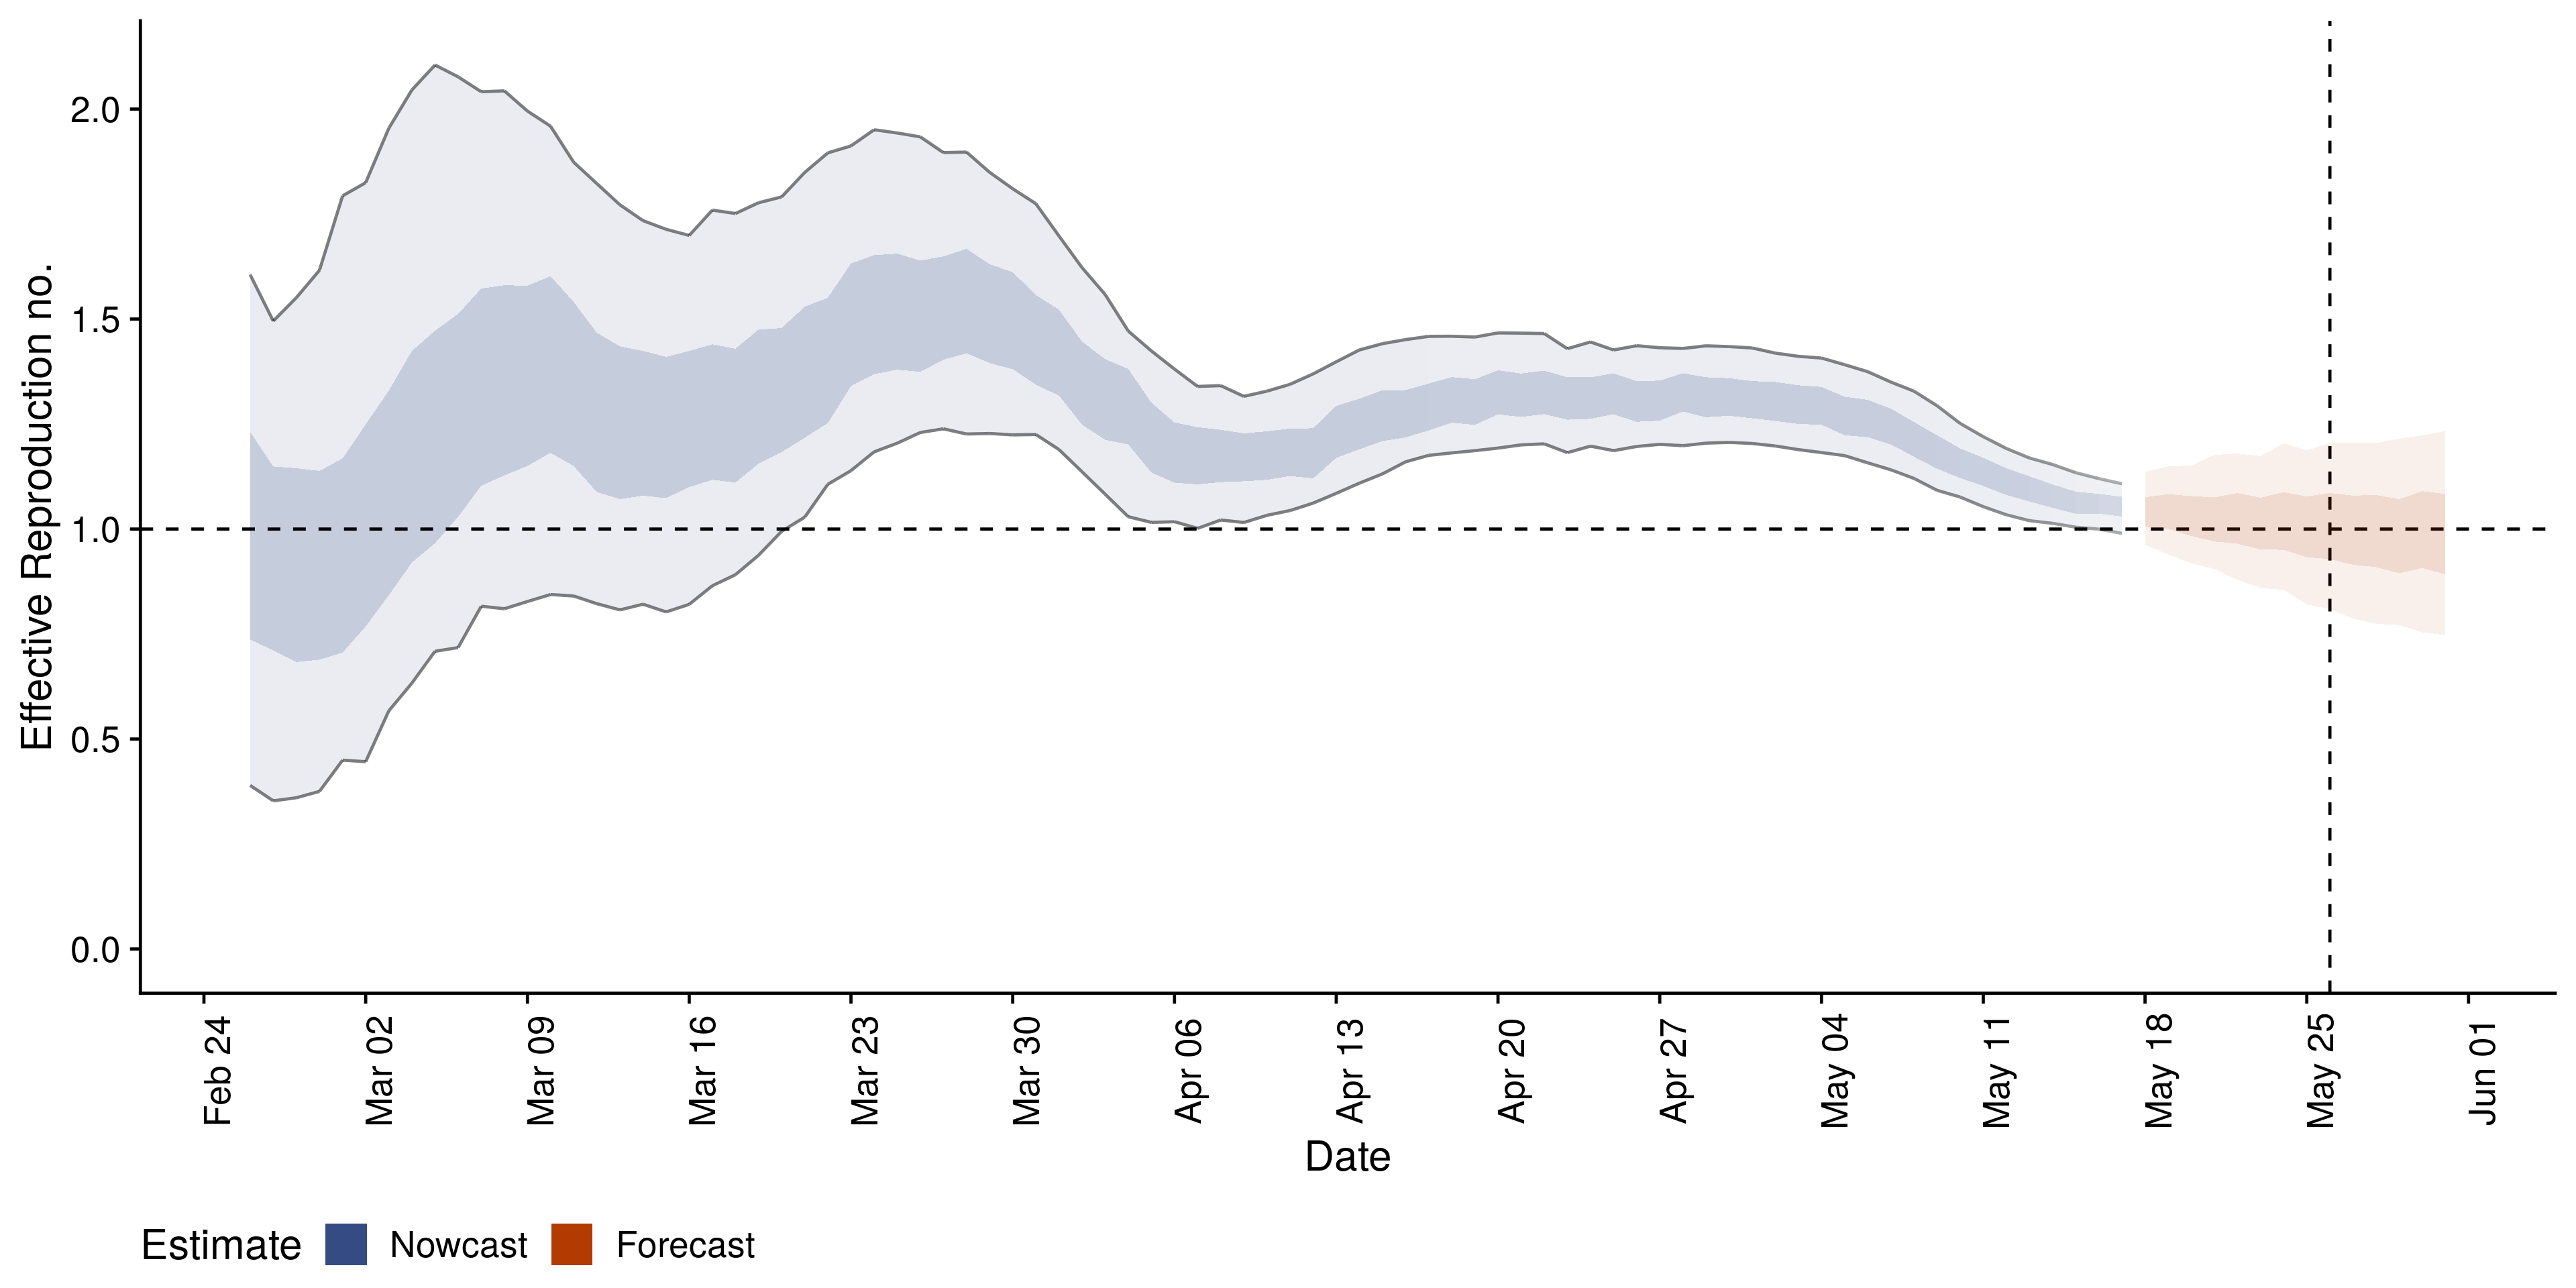 Effective Reproduction no.
2.0
1.5
1.0
0.5
0.0
Feb 24
Mar 02
Mar 09
Mar 16
Mar 23
Mar 30
Apr 06
Apr 13
Apr 20
Apr 27
May 04
May 11
May 18
May 25
Jun 01
Date
Estimate Nowcast Forecast